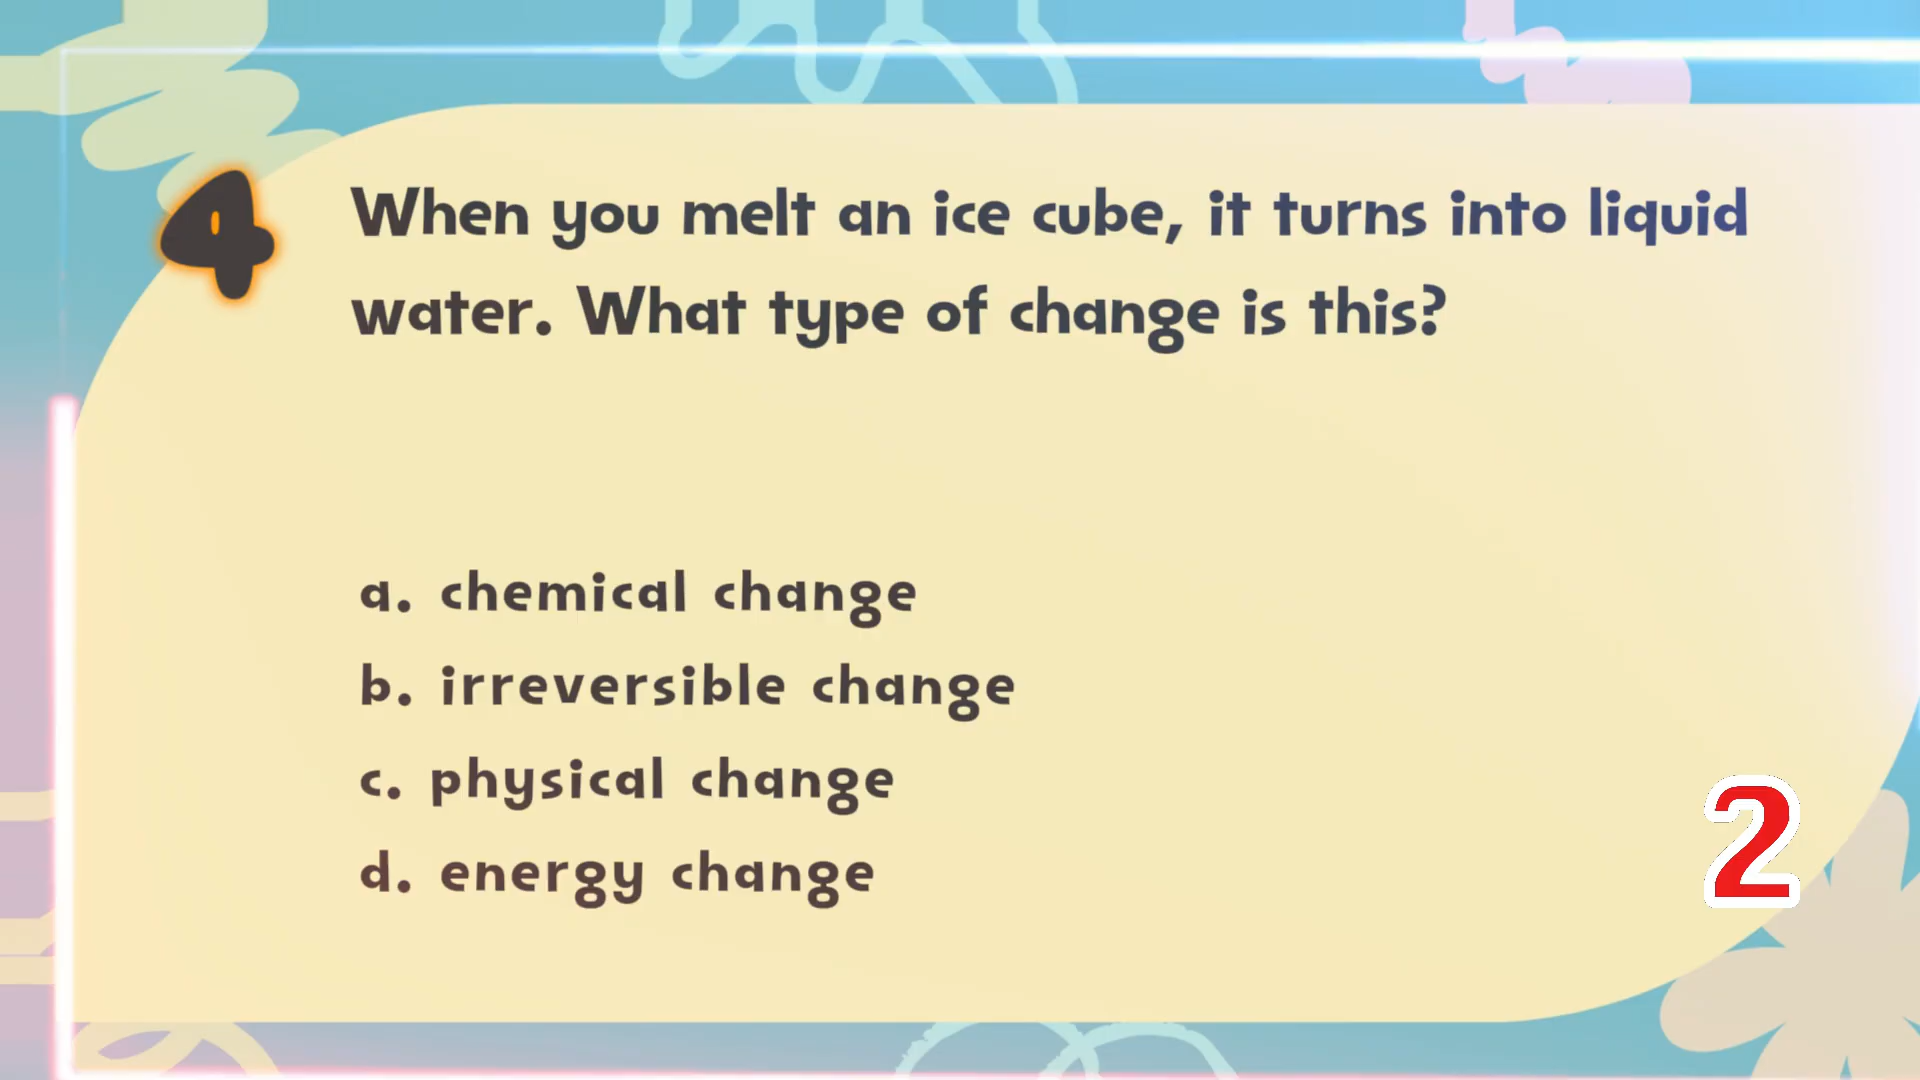 4
When you melt an ice cube, it turns into liquid
water. What type of change is this?
a. chemical change
b. irreversible change
c. physical change
d. energy change
2